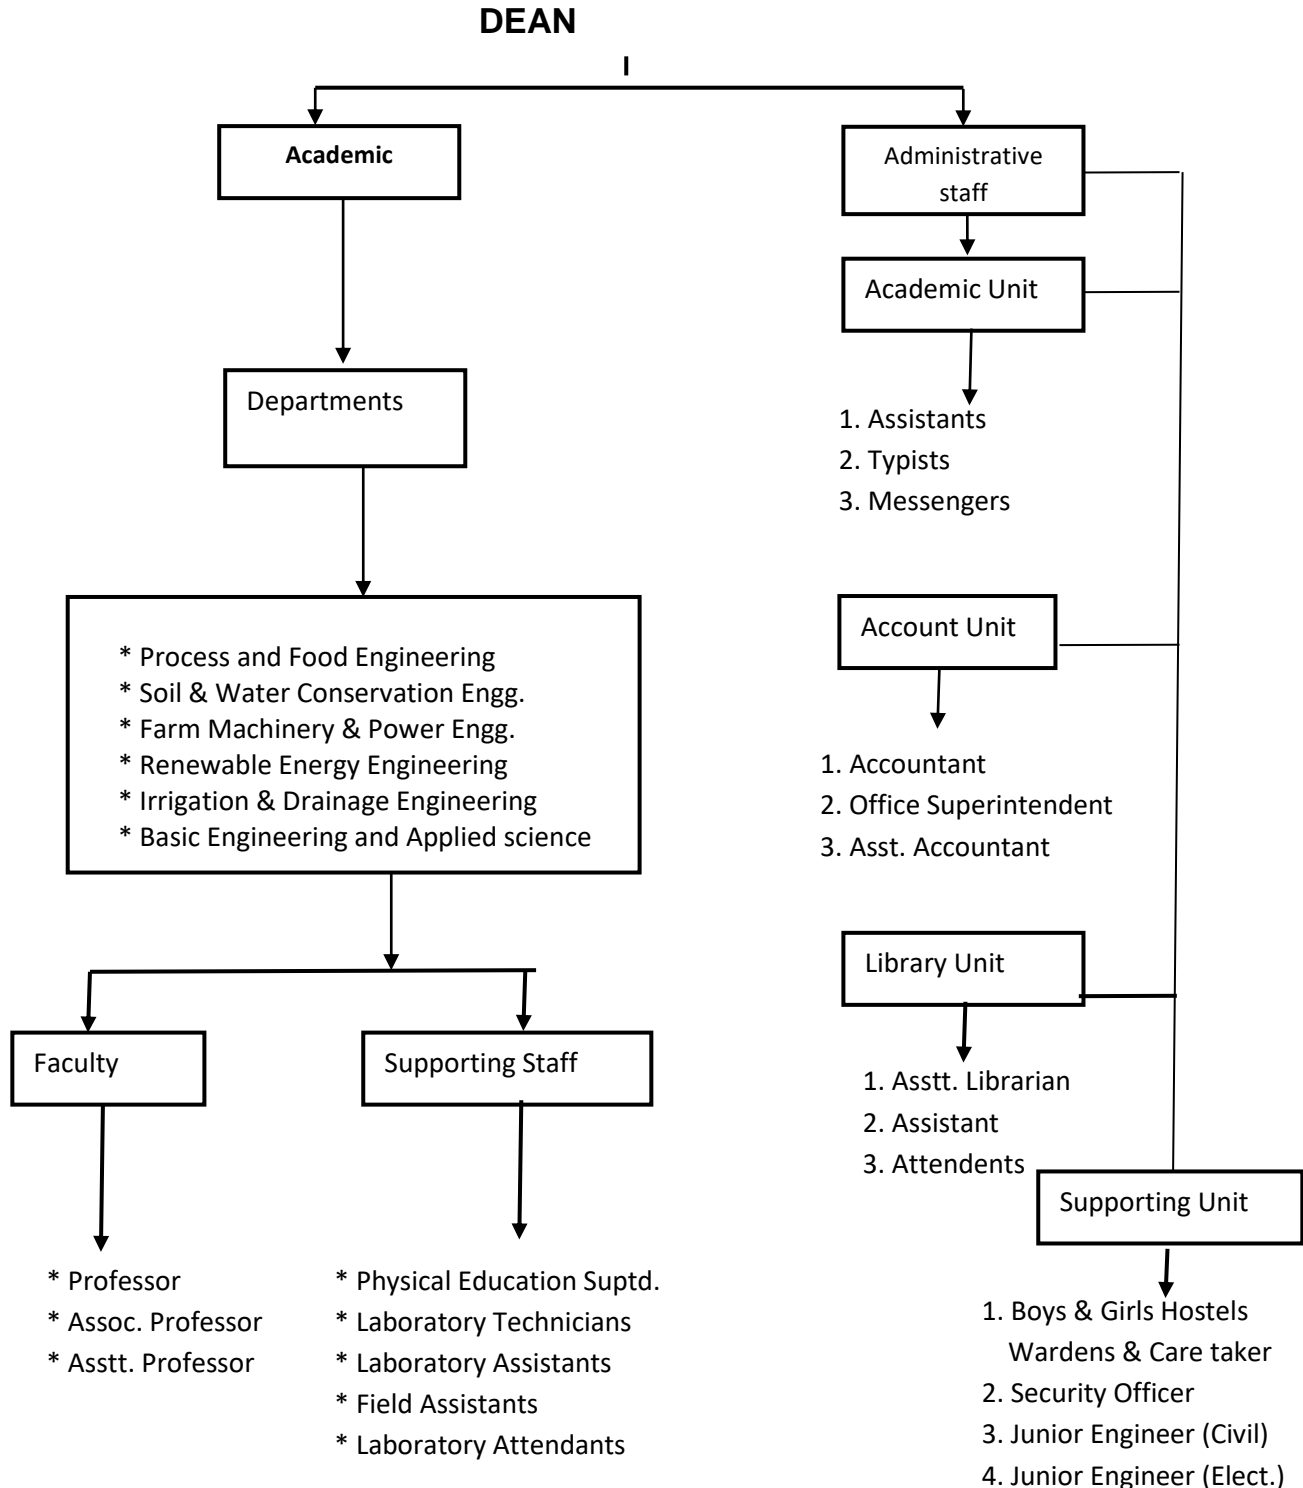 DEAN
Academic
Departments
* Process and Food Engineering
* Soil & Water Conservation Engg.
* Farm Machinery & Power Engg.
* Renewable Energy Engineering
* Irrigation & Drainage Engineering
* Basic Engineering and Applied science
Faculty
* Professor
* Assoc. Professor
* Asstt. Professor
Supporting Staff
* Physical Education Suptd.
* Laboratory Technicians
* Laboratory Assistants
* Field Assistants
* Laboratory Attendants
Administrative
staff
Academic Unit
1. Assistants
2. Typists
3. Messengers
Account Unit
1. Accountant
2. Office Superintendent
3. Asst. Accountant
Library Unit
1. Asstt. Librarian
2. Assistant
3. Attendents
Supporting Unit
1. Boys & Girls Hostels
Wardens & Care taker
2. Security Officer
3. Junior Engineer (Civil)
4. Junior Engineer (Elect.)